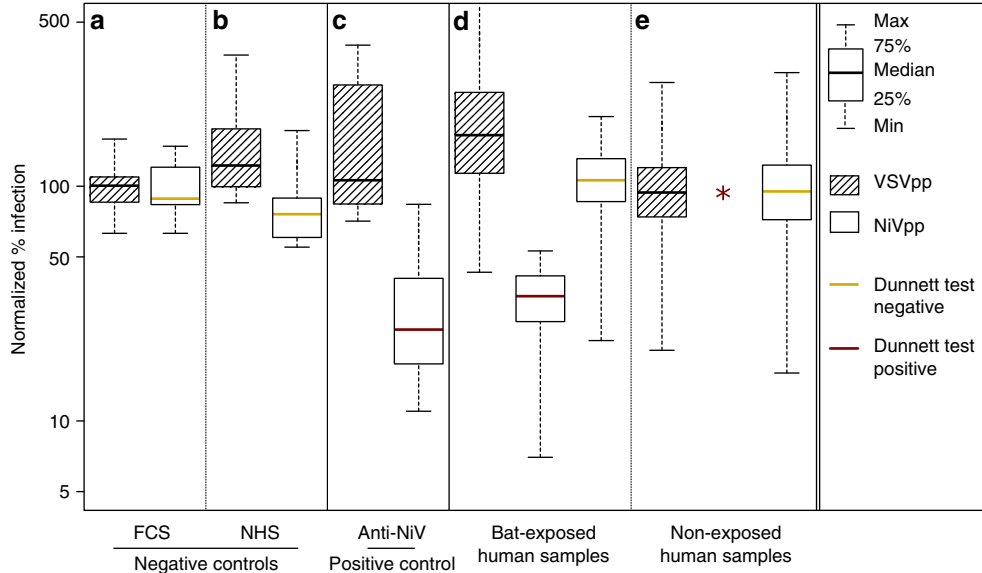 a b c d e
500
100
50
10
5
Normalized % infection
*
FCS NHS Anti-NiV Bat-exposed human samples Non-exposed human samples
Negative controls Positive control
Max
75%
Median
25%
Min
VSVpp
NiVpp
Dunnett test
negative
Dunnett test
positive